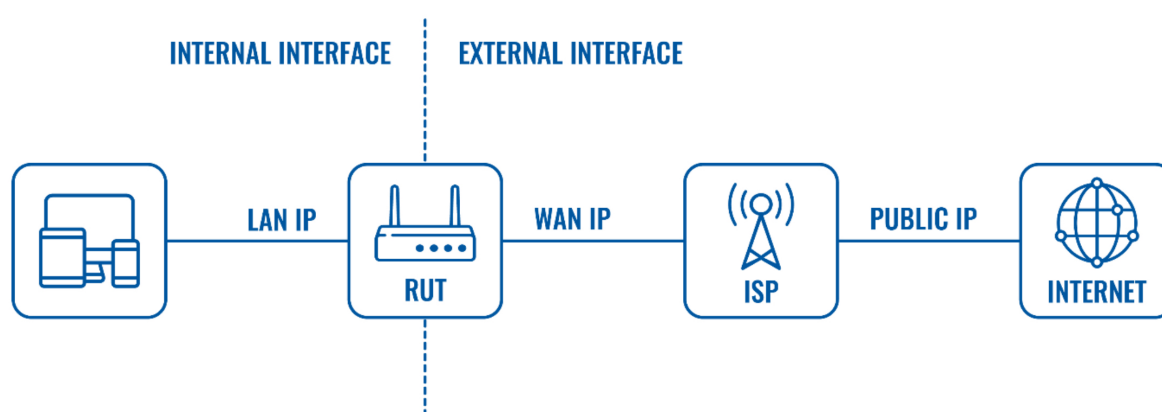 INTERNAL INTERFACE
EXTERNAL INTERFACE
LAN IP
WAN IP
PUBLIC IP
RUT
ISP
INTERNET